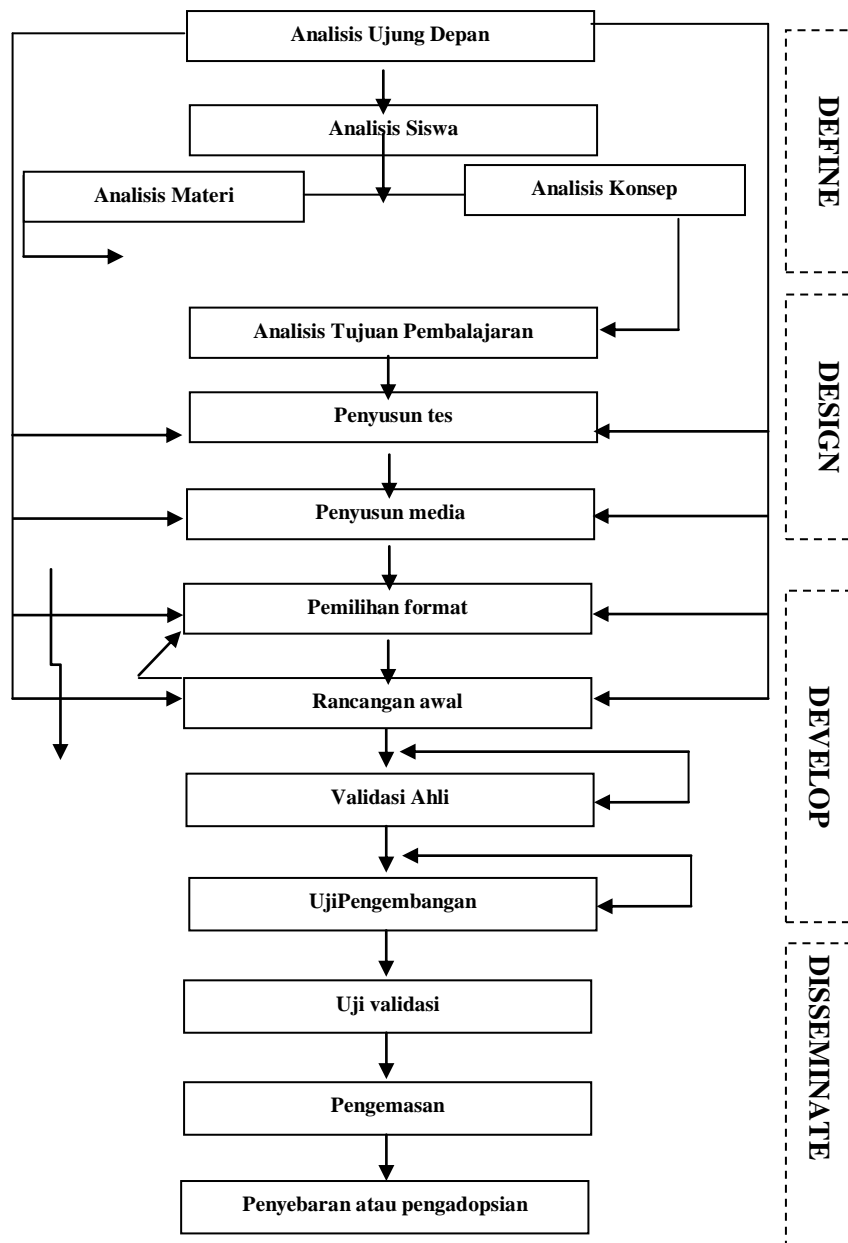 Analisis Ujung Depan
Analisis Siswa
Analisis Materi
Analisis Konsep
Analisis Tujuan Pembalajaran
Penyusun tes
Penyusun media
Pemilihan format
Rancangan awal
Validasi Ahli
UjiPengembangan
Uji validasi
Pengemasan
Penyebaran atau pengadopsian
DEFINE
DESIGN
DEVELOP
DISSEMINATE